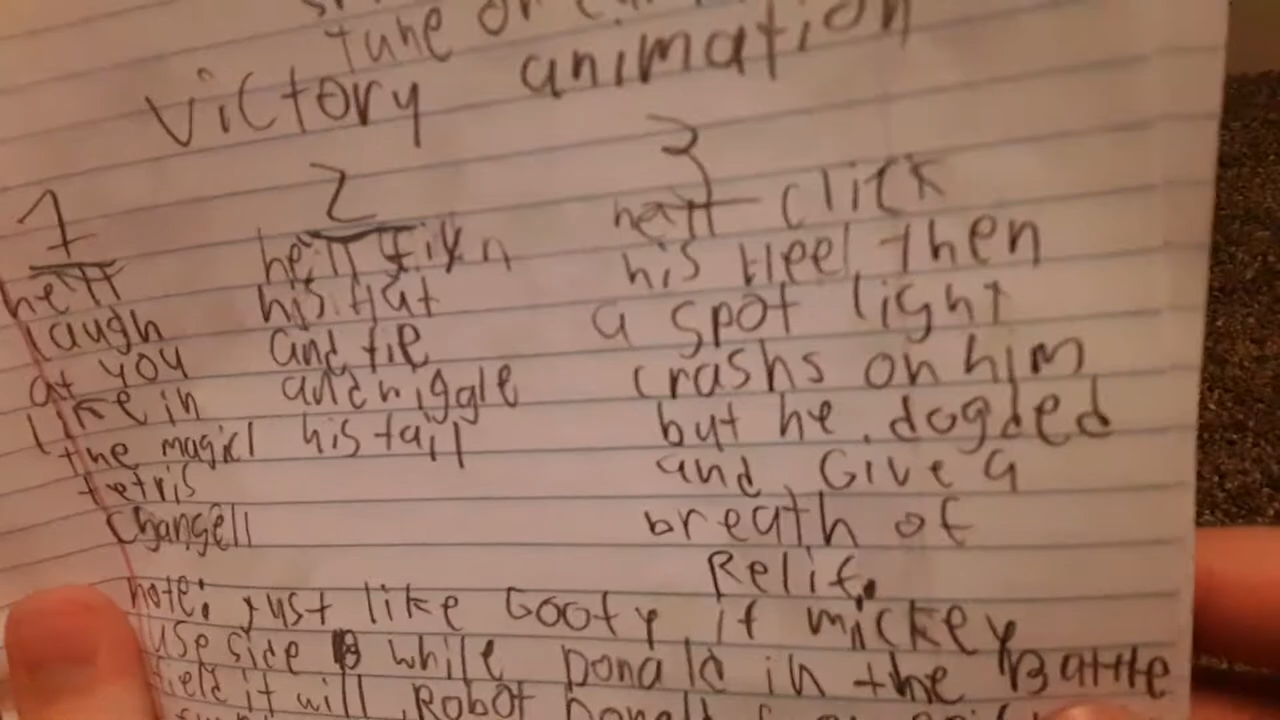 tune or
victory animation
1
he'll
laugh
at you
like in
the magicl
tetris
Changell
2
he'll fixn
his Hat
and tie
and wiggle
his tail
3
he'll click
his Heel, then
a spot light
crashs on him
but he dogded
and Give a
breath of
Relif.
note: just like Goofy, if mickey
use side B while Donald in the Battle
field it will Robot